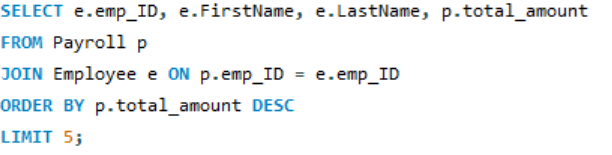 SELECT e.emp_ID, e.FirstName, e.LastName, p.total_amount
FROM Payroll p
JOIN Employee e ON p.emp_ID = e.emp_ID
ORDER BY p.total_amount DESC
LIMIT 5;